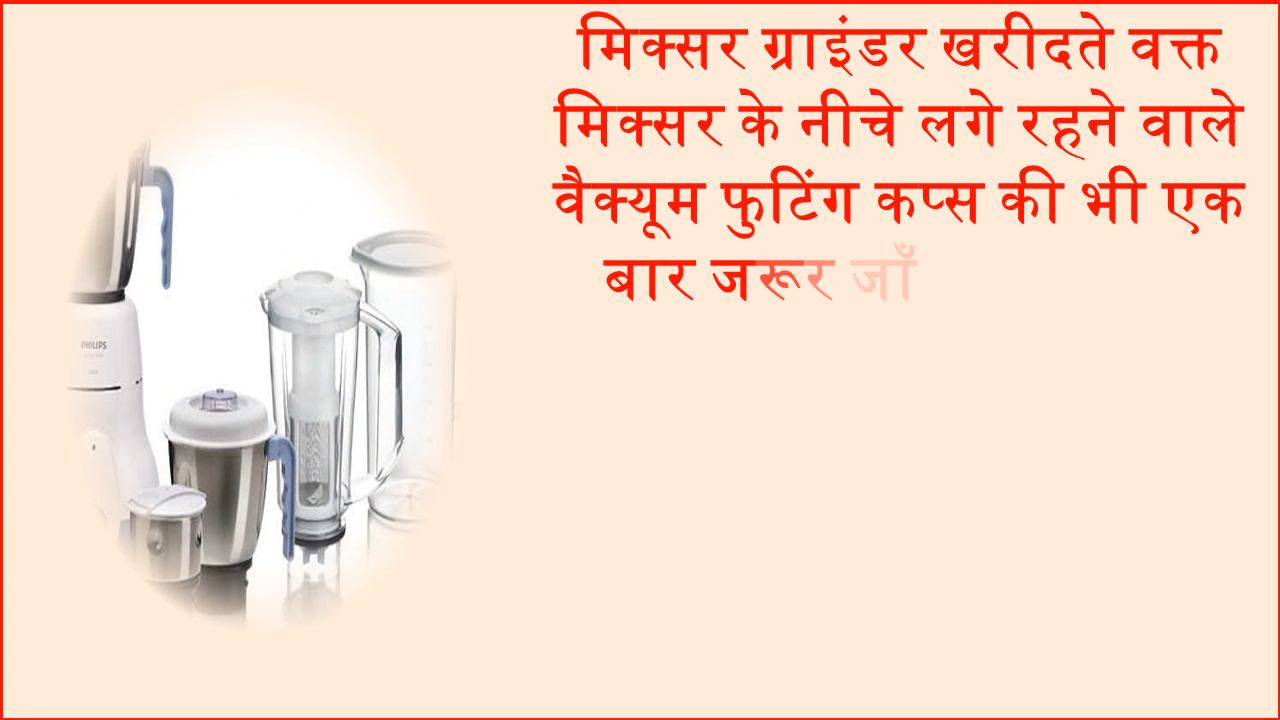 मिक्सर ग्राइंडर खरीदते वक्त
मिक्सर के नीचे लगे रहने वाले
वैक्यूम फुटिंग कप्स की भी एक
बार जरूर जाँ
PHILIPS